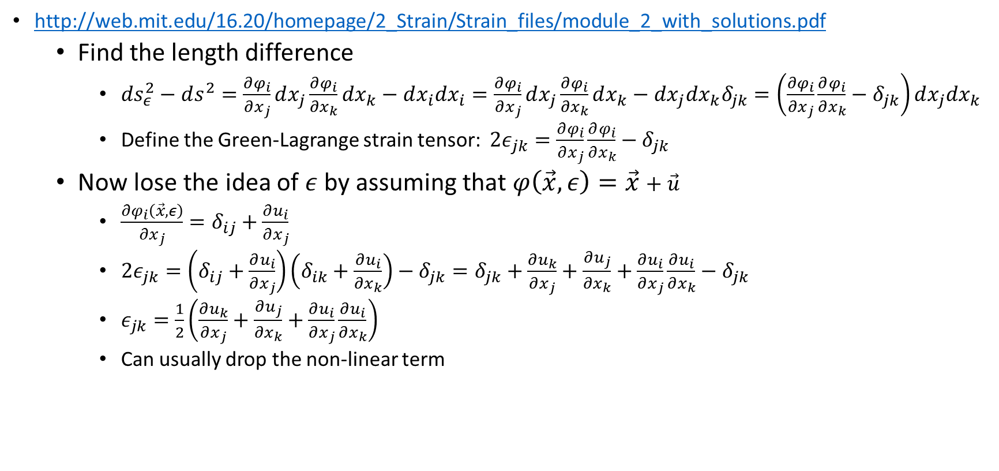 • http://web.mit.edu/16.20/homepage/2_Strain/Strain_files/module_2_with_solutions.pdf
• Find the length difference
• $ds_\epsilon^2 - ds^2 = \frac{\partial \varphi_i}{\partial x_j} dx_j \frac{\partial \varphi_i}{\partial x_k} dx_k - dx_i dx_i = \frac{\partial \varphi_i}{\partial x_j} dx_j \frac{\partial \varphi_i}{\partial x_k} dx_k - dx_j dx_k \delta_{jk} = \left( \frac{\partial \varphi_i}{\partial x_j} \frac{\partial \varphi_i}{\partial x_k} - \delta_{jk} \right) dx_j dx_k$
• Define the Green-Lagrange strain tensor: $2\epsilon_{jk} = \frac{\partial \varphi_i}{\partial x_j} \frac{\partial \varphi_i}{\partial x_k} - \delta_{jk}$
• Now lose the idea of $\epsilon$ by assuming that $\varphi(\vec{x}, \epsilon) = \vec{x} + \vec{u}$
• $\frac{\partial \varphi_i(\vec{x}, \epsilon)}{\partial x_j} = \delta_{ij} + \frac{\partial u_i}{\partial x_j}$
• $2\epsilon_{jk} = \left( \delta_{ij} + \frac{\partial u_i}{\partial x_j} \right) \left( \delta_{ik} + \frac{\partial u_i}{\partial x_k} \right) - \delta_{jk} = \delta_{jk} + \frac{\partial u_k}{\partial x_j} + \frac{\partial u_j}{\partial x_k} + \frac{\partial u_i}{\partial x_j} \frac{\partial u_i}{\partial x_k} - \delta_{jk}$
• $\epsilon_{jk} = \frac{1}{2} \left( \frac{\partial u_k}{\partial x_j} + \frac{\partial u_j}{\partial x_k} + \frac{\partial u_i}{\partial x_j} \frac{\partial u_i}{\partial x_k} \right)$
• Can usually drop the non-linear term